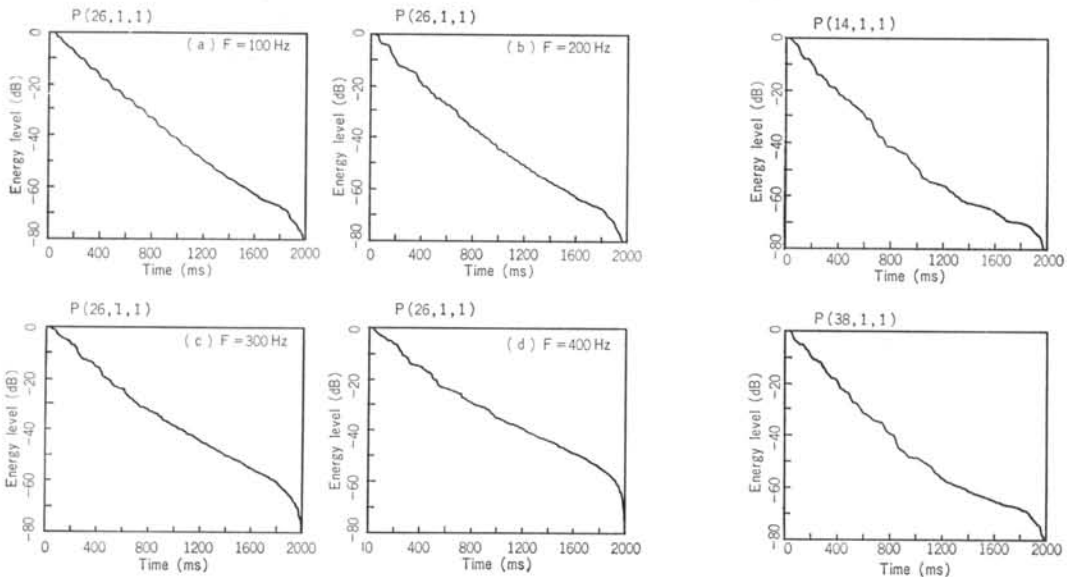 P(26,1,1)
(a) F = 100 Hz
Energy level (dB)
0
-20
-40
-60
-80
0 400 800 1200 1600 2000
Time (ms)
P(26,1,1)
(b) F = 200 Hz
Energy level (dB)
0
-20
-40
-60
-80
0 400 800 1200 1600 2000
Time (ms)
P(14,1,1)
Energy level (dB)
0
-20
-40
-60
-80
0 400 800 1200 1600 2000
Time (ms)
P(26,1,1)
(c) F = 300 Hz
Energy level (dB)
0
-20
-40
-60
-80
0 400 800 1200 1600 2000
Time (ms)
P(26,1,1)
(d) F = 400 Hz
Energy level (dB)
0
-20
-40
-60
-80
0 400 800 1200 1600 2000
Time (ms)
P(38,1,1)
Energy level (dB)
0
-20
-40
-60
-80
0 400 800 1200 1600 2000
Time (ms)